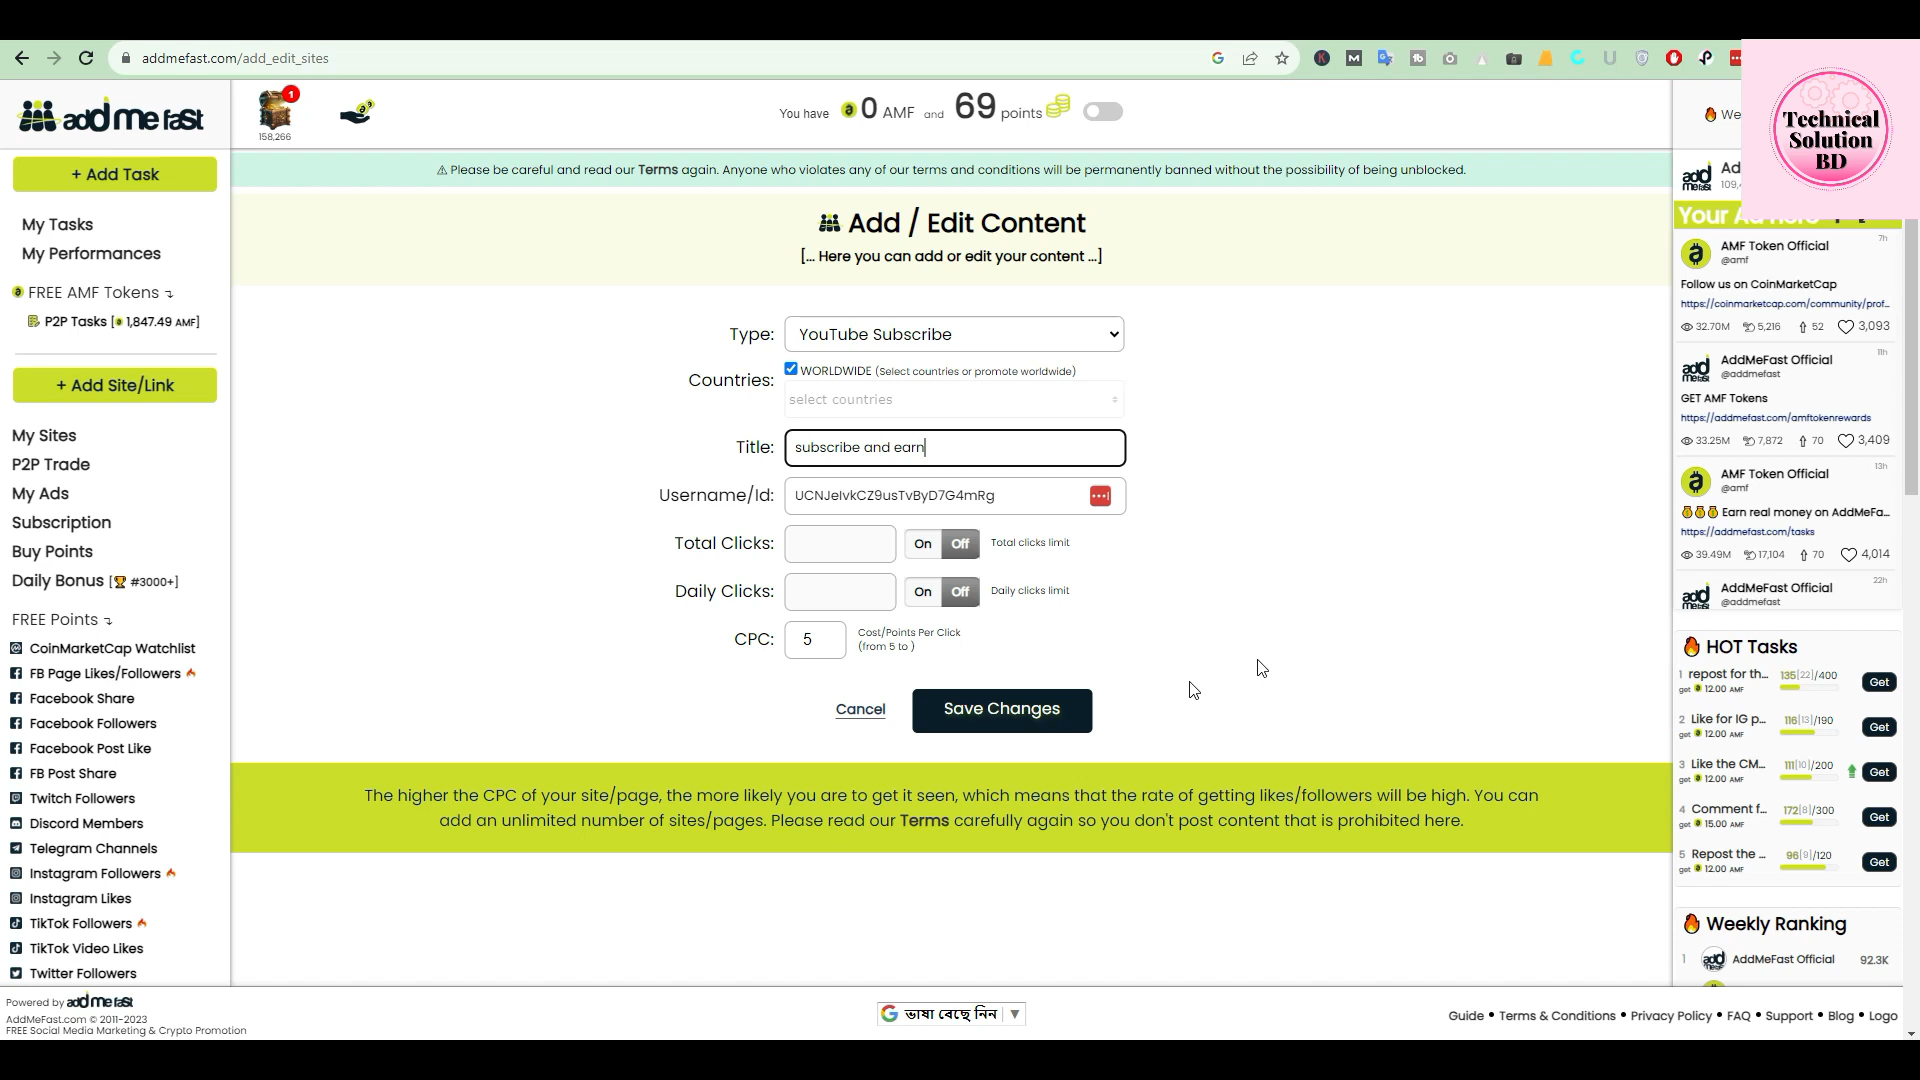 addmefast.com/add_edit_sites
Technical
Solution
BD
add me fast
1
158,266
You have 0 AMF and 69 points
We
⚠ Please be careful and read our Terms again. Anyone who violates any of our terms and conditions will be permanently banned without the possibility of being unblocked.
+ Add Task
My Tasks
My Performances
FREE AMF Tokens
P2P Tasks [1,847.49 AMF]
+ Add Site/Link
My Sites
P2P Trade
My Ads
Subscription
Buy Points
Daily Bonus [🏆 #3000+]
FREE Points
CoinMarketCap Watchlist
FB Page Likes/Followers
Facebook Share
Facebook Followers
Facebook Post Like
FB Post Share
Twitch Followers
Discord Members
Telegram Channels
Instagram Followers
Instagram Likes
TikTok Followers
TikTok Video Likes
Twitter Followers
Add / Edit Content
[... Here you can add or edit your content ...]
Type: YouTube Subscribe
Countries: WORLDWIDE (Select countries or promote worldwide)
select countries
Title: subscribe and earn
Username/Id: UCNJeIvkCZ9usTvByD7G4mRg
Total Clicks: On Off Total clicks limit
Daily Clicks: On Off Daily clicks limit
CPC: 5 Cost/Points Per Click
(from 5 to )
Cancel Save Changes
The higher the CPC of your site/page, the more likely you are to get it seen, which means that the rate of getting likes/followers will be high. You can
add an unlimited number of sites/pages. Please read our Terms carefully again so you don't post content that is prohibited here.
AMF Token Official 7h
@amf
Follow us on CoinMarketCap
https://coinmarketcap.com/community/prof...
32.70M 5,216 52 3,093
AddMeFast Official 11h
@addmefast
GET AMF Tokens
https://addmefast.com/amftokenrewards
33.25M 7,872 70 3,409
AMF Token Official 13h
@amf
Earn real money on AddMeFa...
https://addmefast.com/tasks
39.49M 17,104 70 4,014
AddMeFast Official 22h
@addmefast
HOT Tasks
1 repost for th... 135[22]/400 Get
get 12.00 AMF
2 Like for IG p... 116[13]/190 Get
get 12.00 AMF
3 Like the CM... 111[10]/200 Get
get 12.00 AMF
4 Comment f... 172[8]/300 Get
get 15.00 AMF
5 Repost the ... 96[9]/120 Get
get 12.00 AMF
Weekly Ranking
1 AddMeFast Official 92.3K
Powered by add me fast
AddMeFast.com © 2011-2023
FREE Social Media Marketing & Crypto Promotion
ভাষা বেছে নিন ▼
Guide • Terms & Conditions • Privacy Policy • FAQ • Support • Blog • Logo